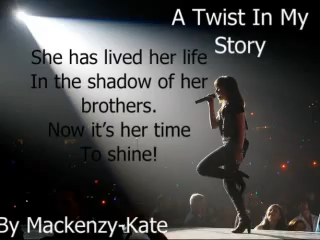 A Twist In My
Story
She has lived her life
In the shadow of her
brothers.
Now it's her time
To shine!
By Mackenzy-Kate